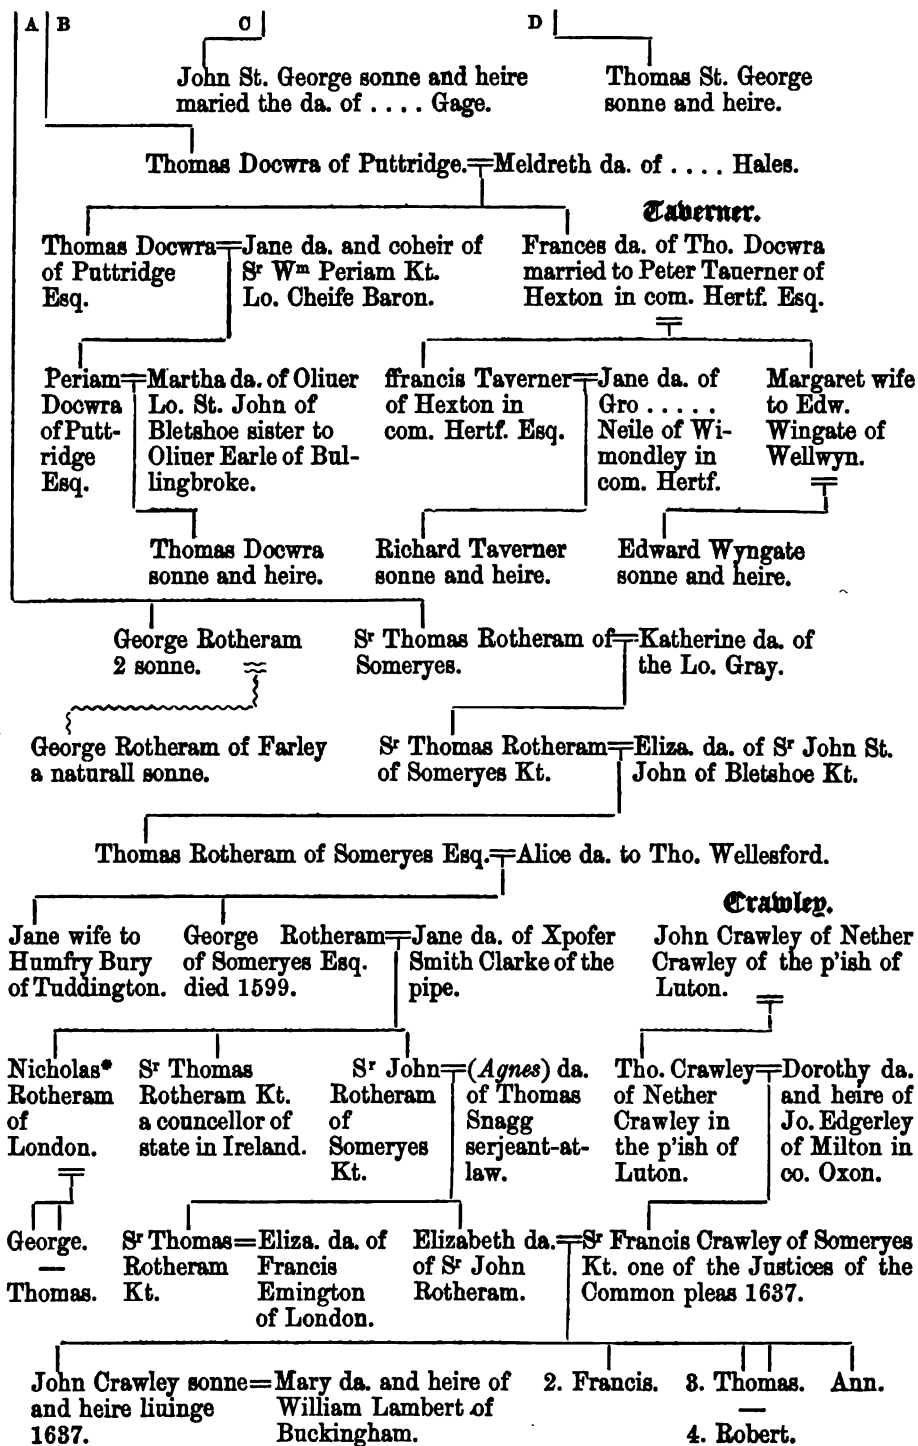 A B C D
John St. George sonne and heire
maried the da. of . . . . Gage.
Thomas St. George
sonne and heire.
Thomas Docwra of Puttridge.
Meldreth da. of . . . . Hales.
Thomas Docwra
of Puttridge
Esq.
Jane da. and coheir of
Sʳ Wᵐ Periam Kt.
Lo. Cheife Baron.
Taverner.
Frances da. of Tho. Docwra
married to Peter Tauerner of
Hexton in com. Hertf. Esq.
Periam
Docwra
of Putt-
ridge
Esq.
Martha da. of Oliuer
Lo. St. John of
Bletshoe sister to
Oliuer Earle of Bul-
lingbroke.
ffrancis Taverner
of Hexton in
com. Hertf. Esq.
Jane da. of
Gro . . . . .
Neile of Wi-
mondley in
com. Hertf.
Margaret wife
to Edw.
Wingate of
Wellwyn.
Thomas Docwra
sonne and heire.
Richard Taverner
sonne and heire.
Edward Wyngate
sonne and heire.
George Rotheram
2 sonne.
Sʳ Thomas Rotheram of
Someryes.
Katherine da. of
the Lo. Gray.
George Rotheram of Farley
a naturall sonne.
Sʳ Thomas Rotheram
of Someryes Kt.
Eliza. da. of Sʳ John St.
John of Bletshoe Kt.
Thomas Rotheram of Someryes Esq.
Alice da. to Tho. Wellesford.
Jane wife to
Humfry Bury
of Tuddington.
George Rotheram
of Someryes Esq.
died 1599.
Jane da. of Xpofer
Smith Clarke of the
pipe.
Crawley.
John Crawley of Nether
Crawley of the p'ish of
Luton.
Nicholas*
Rotheram
of
London.
Sʳ Thomas
Rotheram Kt.
a councellor of
state in Ireland.
Sʳ John
Rotheram
of
Someryes
Kt.
(Agnes) da.
of Thomas
Snagg
serjeant-at-
law.
Tho. Crawley
of Nether
Crawley in
the p'ish of
Luton.
Dorothy da.
and heire of
Jo. Edgerley
of Milton in
co. Oxon.
George.
—
Thomas.
Sʳ Thomas
Rotheram
Kt.
Eliza. da. of
Francis
Emington
of London.
Elizabeth da.
of Sʳ John
Rotheram.
Sʳ Francis Crawley of Someryes
Kt. one of the Justices of the
Common pleas 1637.
John Crawley sonne
and heire liuinge
1637.
Mary da. and heire of
William Lambert of
Buckingham.
2. Francis.
3. Thomas.
—
4. Robert.
Ann.